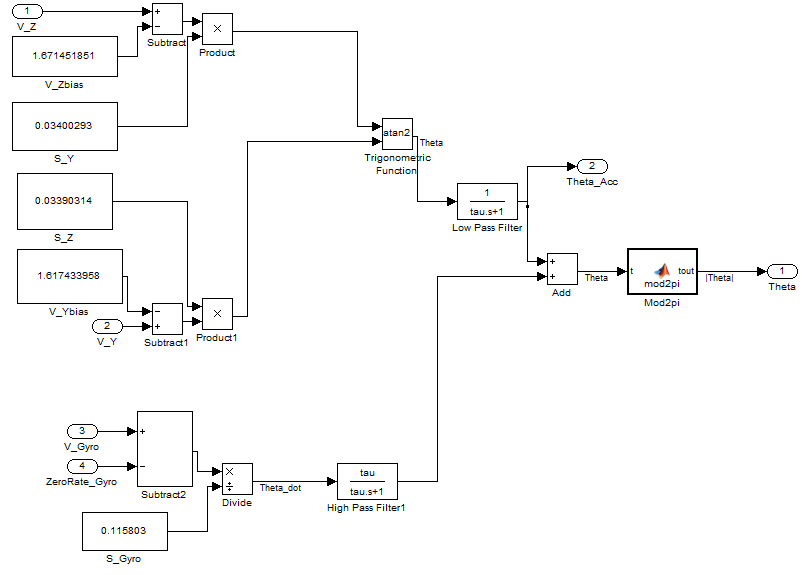 1
V_Z
+
−
Subtract
×
Product
1.671451851
V_Zbias
0.03400293
S_Y
atan2
Theta
Trigonometric
Function
0.03390314
S_Z
1
tau.s+1
Low Pass Filter
2
Theta_Acc
1.617433958
V_Ybias
2
V_Y
−
+
Subtract1
×
Product1
+
+
Add
Theta
t
tout
mod2pi
Mod2pi
|Theta|
1
Theta
3
V_Gyro
4
ZeroRate_Gyro
+
−
Subtract2
×
÷
Divide
Theta_dot
tau
tau.s+1
High Pass Filter1
0.115803
S_Gyro